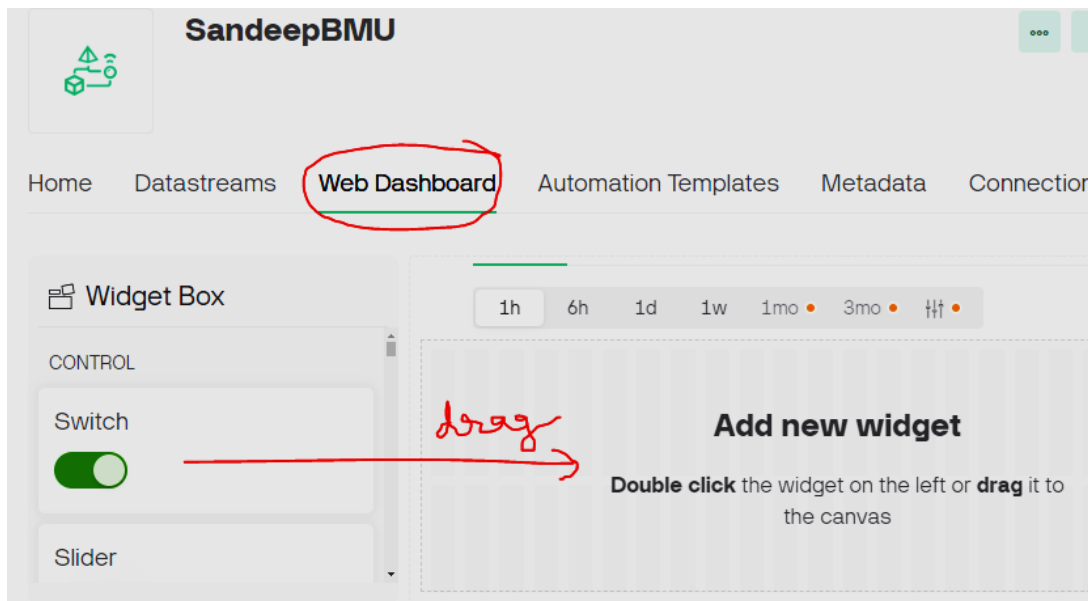 SandeepBMU
Home Datastreams Web Dashboard Automation Templates Metadata Connection
Widget Box
1h 6h 1d 1w 1mo 3mo
CONTROL
Switch
drag
Add new widget
Double click the widget on the left or drag it to
the canvas
Slider